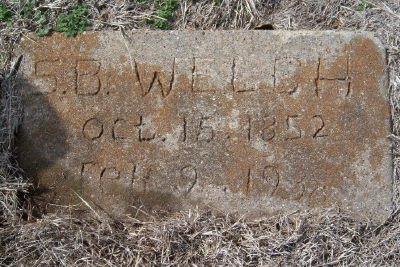 S.B. WELCH
Oct. 15. 1852
Feb. 9.